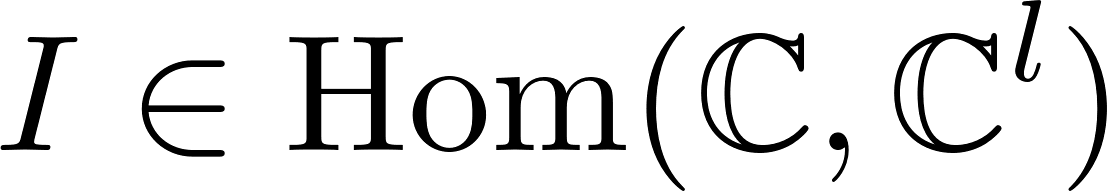 I ∈ Hom(ℂ, ℂ^l)